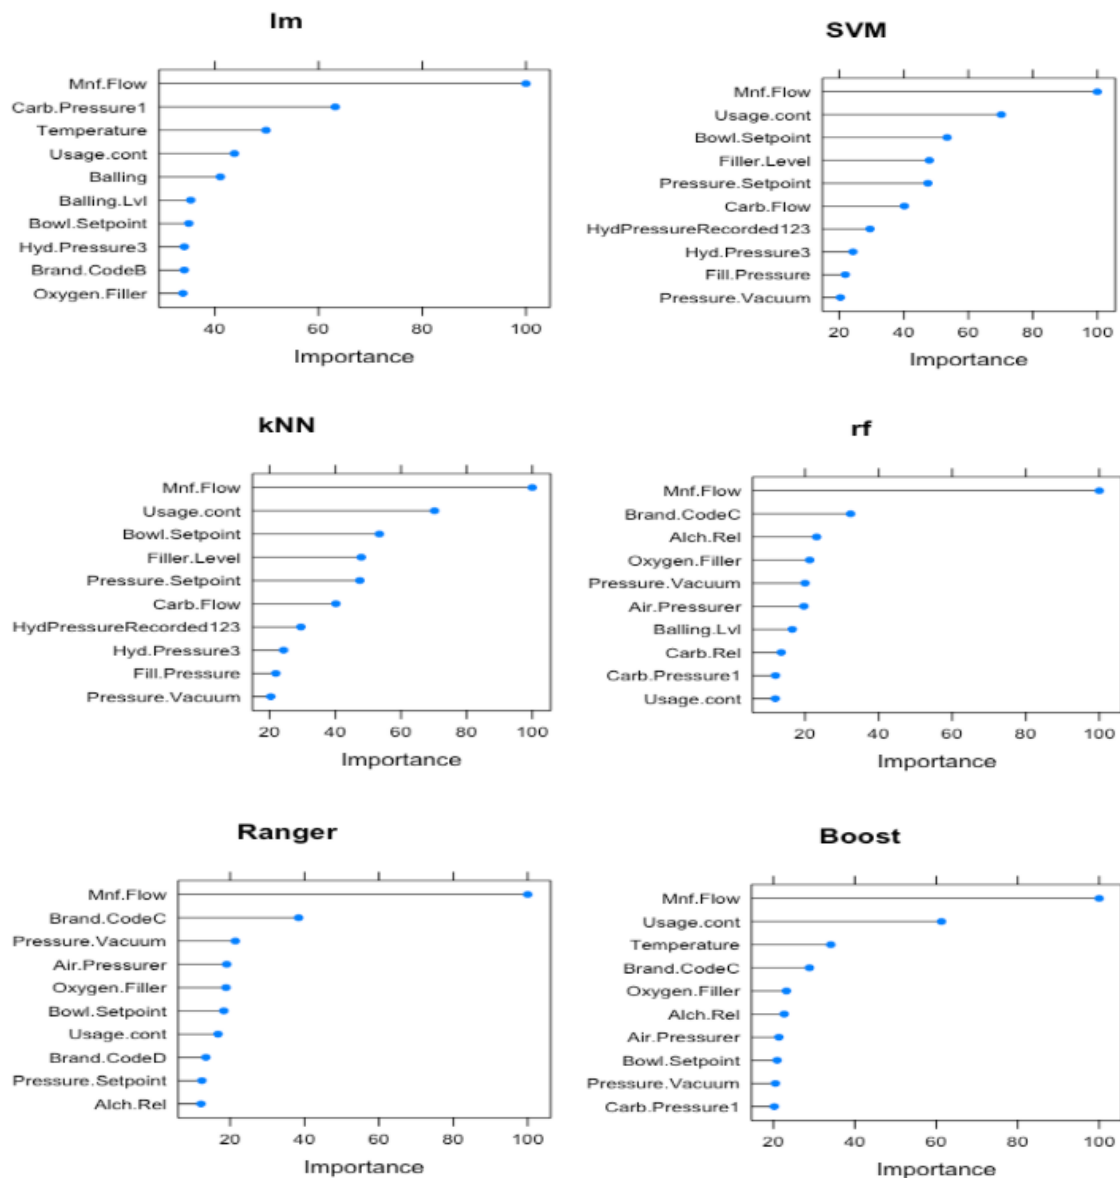 lm
Mnf.Flow
Carb.Pressure1
Temperature
Usage.cont
Balling
Balling.Lvl
Bowl.Setpoint
Hyd.Pressure3
Brand.CodeB
Oxygen.Filler
40 60 80 100
Importance
SVM
Mnf.Flow
Usage.cont
Bowl.Setpoint
Filler.Level
Pressure.Setpoint
Carb.Flow
HydPressureRecorded123
Hyd.Pressure3
Fill.Pressure
Pressure.Vacuum
20 40 60 80 100
Importance
kNN
Mnf.Flow
Usage.cont
Bowl.Setpoint
Filler.Level
Pressure.Setpoint
Carb.Flow
HydPressureRecorded123
Hyd.Pressure3
Fill.Pressure
Pressure.Vacuum
20 40 60 80 100
Importance
rf
Mnf.Flow
Brand.CodeC
Alch.Rel
Oxygen.Filler
Pressure.Vacuum
Air.Pressurer
Balling.Lvl
Carb.Rel
Carb.Pressure1
Usage.cont
20 40 60 80 100
Importance
Ranger
Mnf.Flow
Brand.CodeC
Pressure.Vacuum
Air.Pressurer
Oxygen.Filler
Bowl.Setpoint
Usage.cont
Brand.CodeD
Pressure.Setpoint
Alch.Rel
20 40 60 80 100
Importance
Boost
Mnf.Flow
Usage.cont
Temperature
Brand.CodeC
Oxygen.Filler
Alch.Rel
Air.Pressurer
Bowl.Setpoint
Pressure.Vacuum
Carb.Pressure1
20 40 60 80 100
Importance